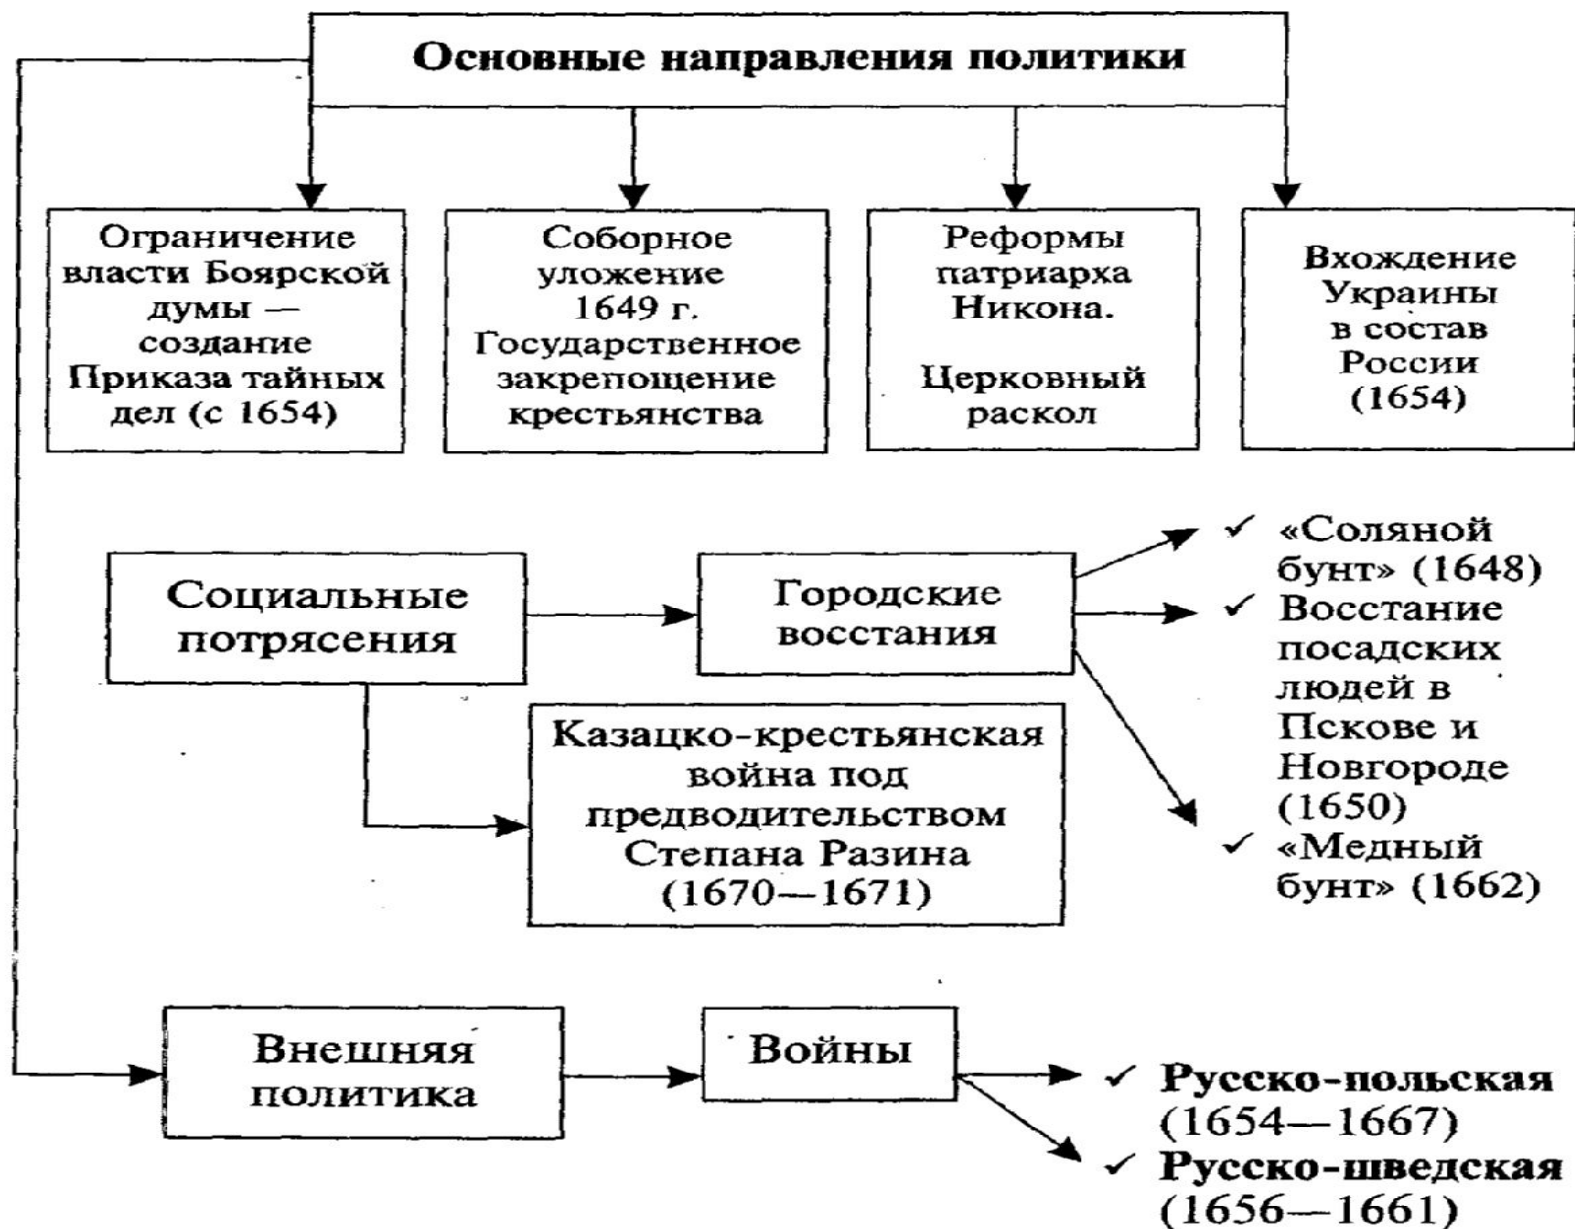 Основные направления политики
Ограничение
власти Боярской
думы —
создание
Приказа тайных
дел (с 1654)
Соборное
уложение
1649 г.
Государственное
закрепощение
крестьянства
Реформы
патриарха
Никона.
Церковный
раскол
Вхождение
Украины
в состав
России
(1654)
Социальные
потрясения
Городские
восстания
✓ «Соляной
бунт» (1648)
✓ Восстание
посадских
людей в
Пскове и
Новгороде
(1650)
✓ «Медный
бунт» (1662)
Казацко-крестьянская
война под
предводительством
Степана Разина
(1670—1671)
Внешняя
политика
Войны
✓ Русско-польская
(1654—1667)
✓ Русско-шведская
(1656—1661)